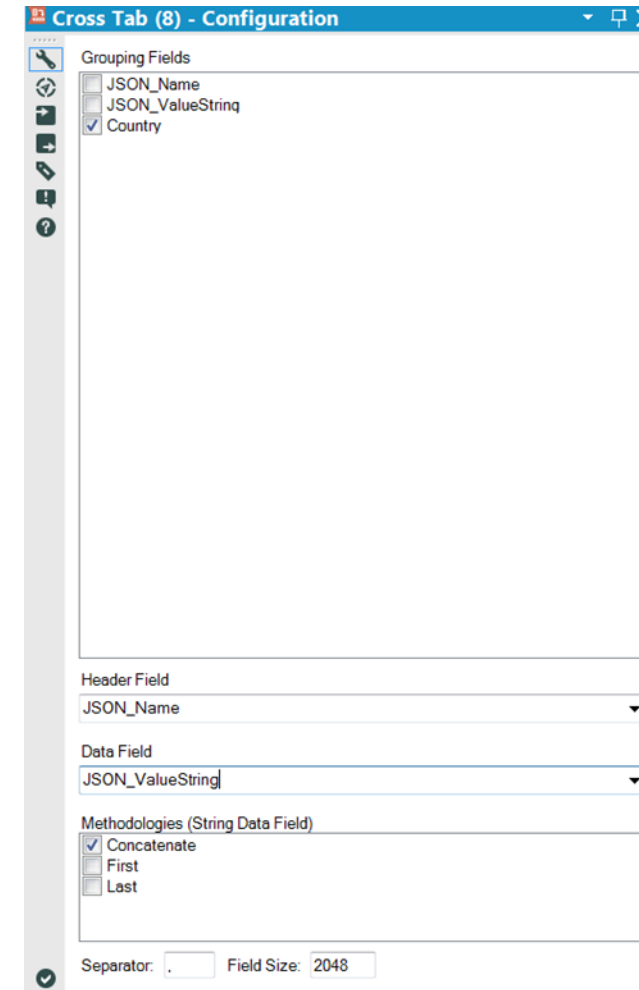 Cross Tab (8) - Configuration
Grouping Fields
JSON_Name
JSON_ValueString
Country
Header Field
JSON_Name
Data Field
JSON_ValueString
Methodologies (String Data Field)
Concatenate
First
Last
Separator: , Field Size: 2048